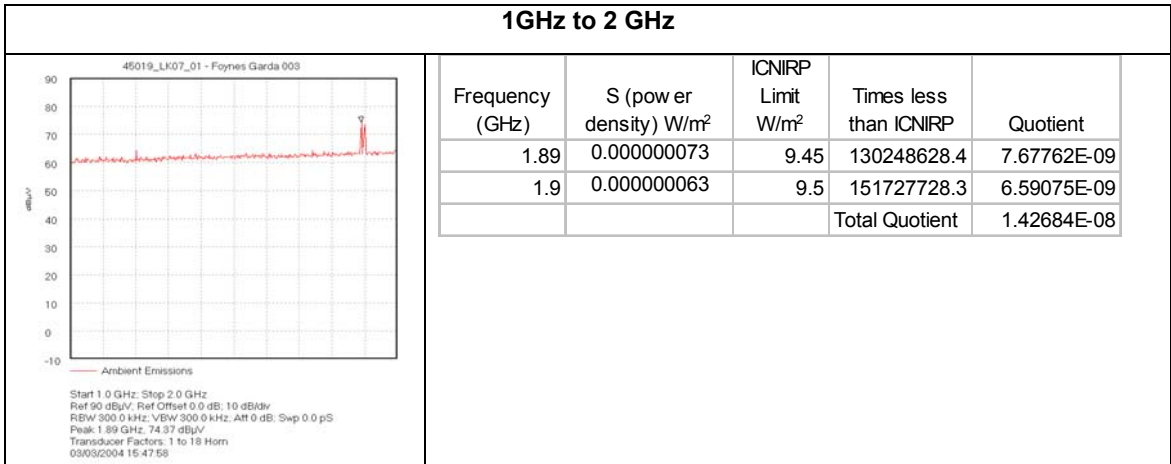 1GHz to 2 GHz
45019_LK07_01 - Foynes Garda 003
90
80
70
60
50
40
30
20
10
0
-10
dBµV
Ambient Emissions
Start 1.0 GHz; Stop 2.0 GHz
Ref 90 dBµV; Ref Offset 0.0 dB; 10 dB/div
RBW 300.0 kHz; VBW 300.0 kHz; Att 0 dB; Swp 0.0 pS
Peak 1.89 GHz, 74.37 dBµV
Transducer Factors: 1 to 18 Horn
03/03/2004 15:47:58
Frequency (GHz) S (pow er density) W/m² ICNIRP Limit W/m² Times less than ICNIRP Quotient
1.89 0.000000073 9.45 130248628.4 7.67762E-09
1.9 0.000000063 9.5 151727728.3 6.59075E-09
Total Quotient 1.42684E-08